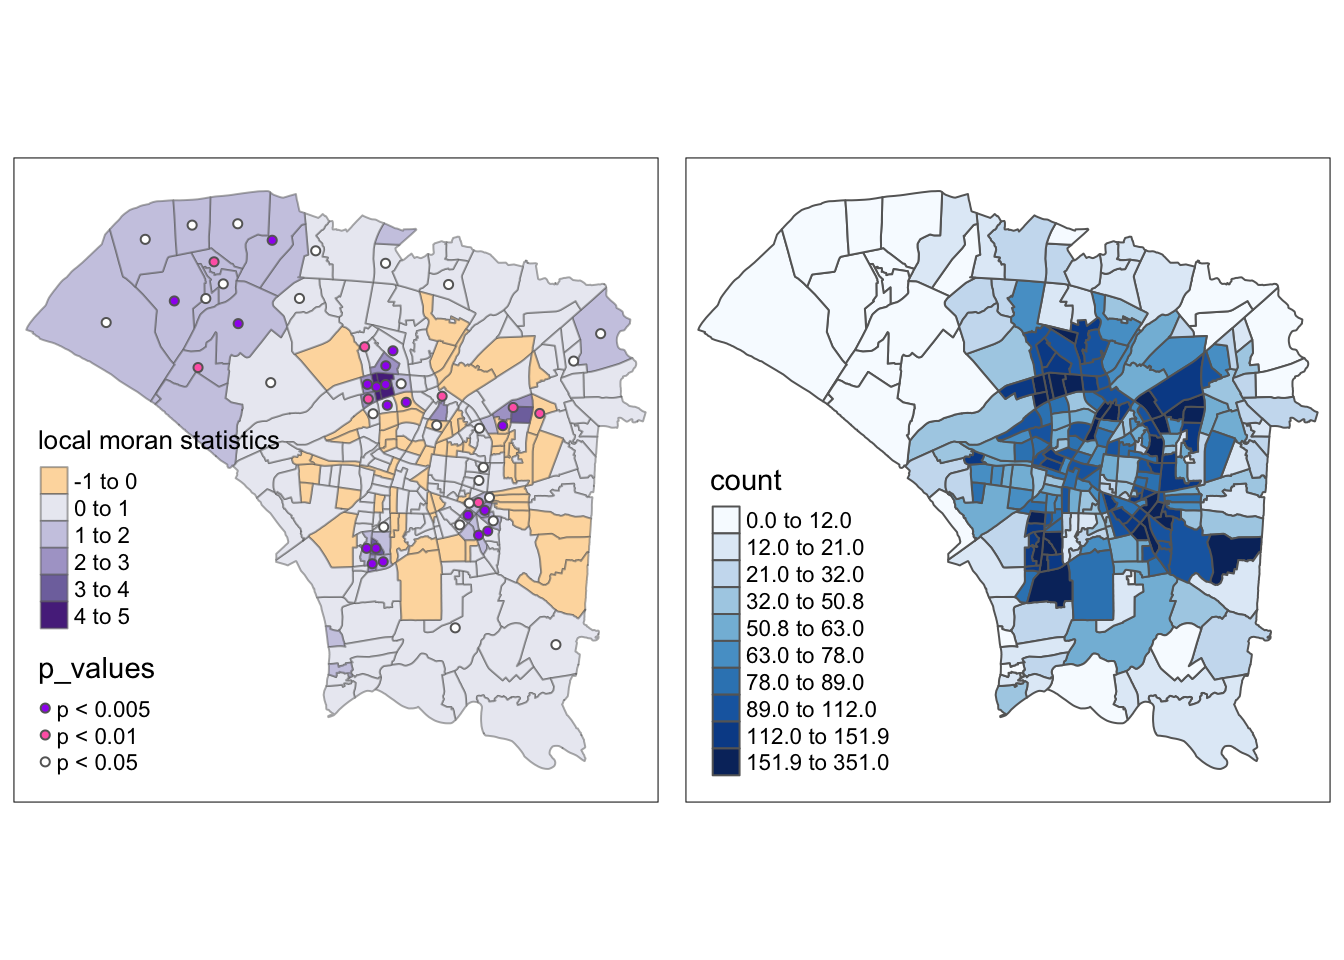 local moran statistics
-1 to 0
0 to 1
1 to 2
2 to 3
3 to 4
4 to 5
p_values
p < 0.005
p < 0.01
p < 0.05
count
0.0 to 12.0
12.0 to 21.0
21.0 to 32.0
32.0 to 50.8
50.8 to 63.0
63.0 to 78.0
78.0 to 89.0
89.0 to 112.0
112.0 to 151.9
151.9 to 351.0